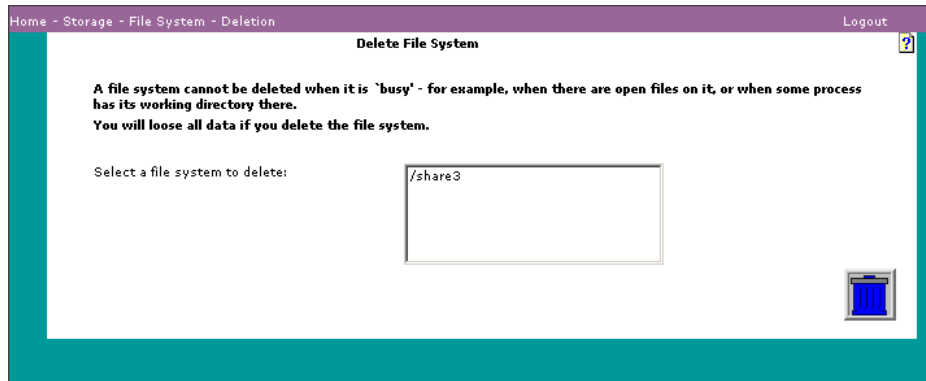 Home - Storage - File System - Deletion Logout
Delete File System
?
A file system cannot be deleted when it is `busy' - for example, when there are open files on it, or when some process
has its working directory there.
You will loose all data if you delete the file system.
Select a file system to delete:
/share3